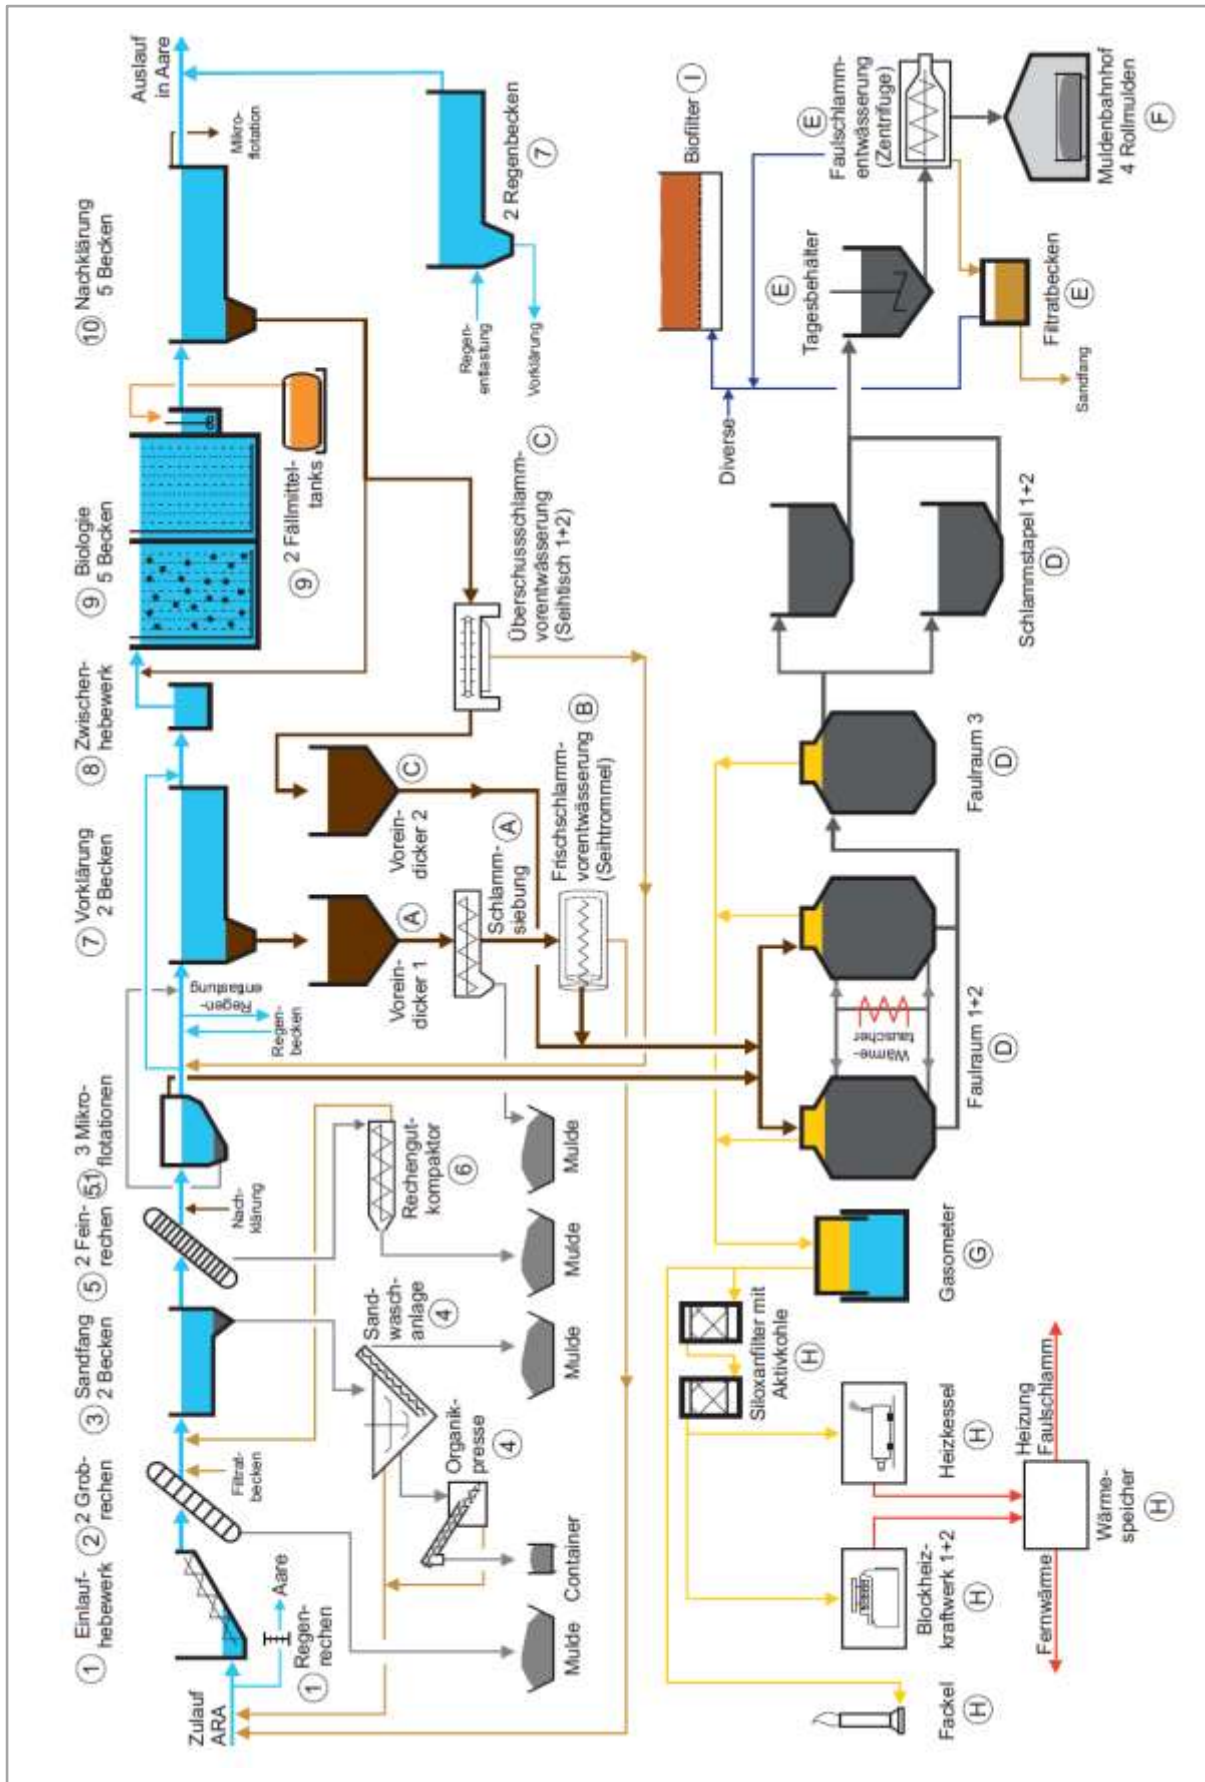 Zulauf
ARA
1 Einlauf-
hebewerk
Aare
1 Regen-
rechen
2 2 Grob-
rechen
Filtrat-
becken
3 Sandfang
2 Becken
5 2 Fein-
rechen
Nach-
klärung
5.1 3 Mikro-
flotationen
Regen-
becken
Regen-
entlastung
7 Vorklärung
2 Becken
8 Zwischen-
hebewerk
9 Biologie
5 Becken
9 2 Fällmittel-
tanks
10 Nachklärung
5 Becken
Mikro-
flotation
Auslauf
in Aare
Regen-
entlastung
Vorklärung
2 Regenbecken
7
Sand-
wasch-
anlage
4
Organik-
presse
4
Rechengut-
kompaktor
6
Mulde
Container
Mulde
Mulde
Mulde
Vorein-
dicker 1
A
Schlamm-
siebung
A
Vorein-
dicker 2
C
Frischschlamm-
vorentwässerung
(Seihtrommel)
B
Überschussschlamm-
vorentwässerung
(Seihtisch 1+2)
C
Fackel
H
Blockheiz-
kraftwerk 1+2
H
Heizkessel
H
Siloxanfilter mit
Aktivkohle
H
Fernwärme
Wärme-
speicher
H
Heizung
Faulschlamm
Gasometer
G
Wärme-
tauscher
Faulraum 1+2
D
Faulraum 3
D
Schlammstapel 1+2
D
Diverse
Biofilter
I
Tagesbehälter
E
Faulschlamm-
entwässerung
(Zentrifuge)
E
Filtratbecken
E
Sandfang
Muldenbahnhof
4 Rollmulden
F